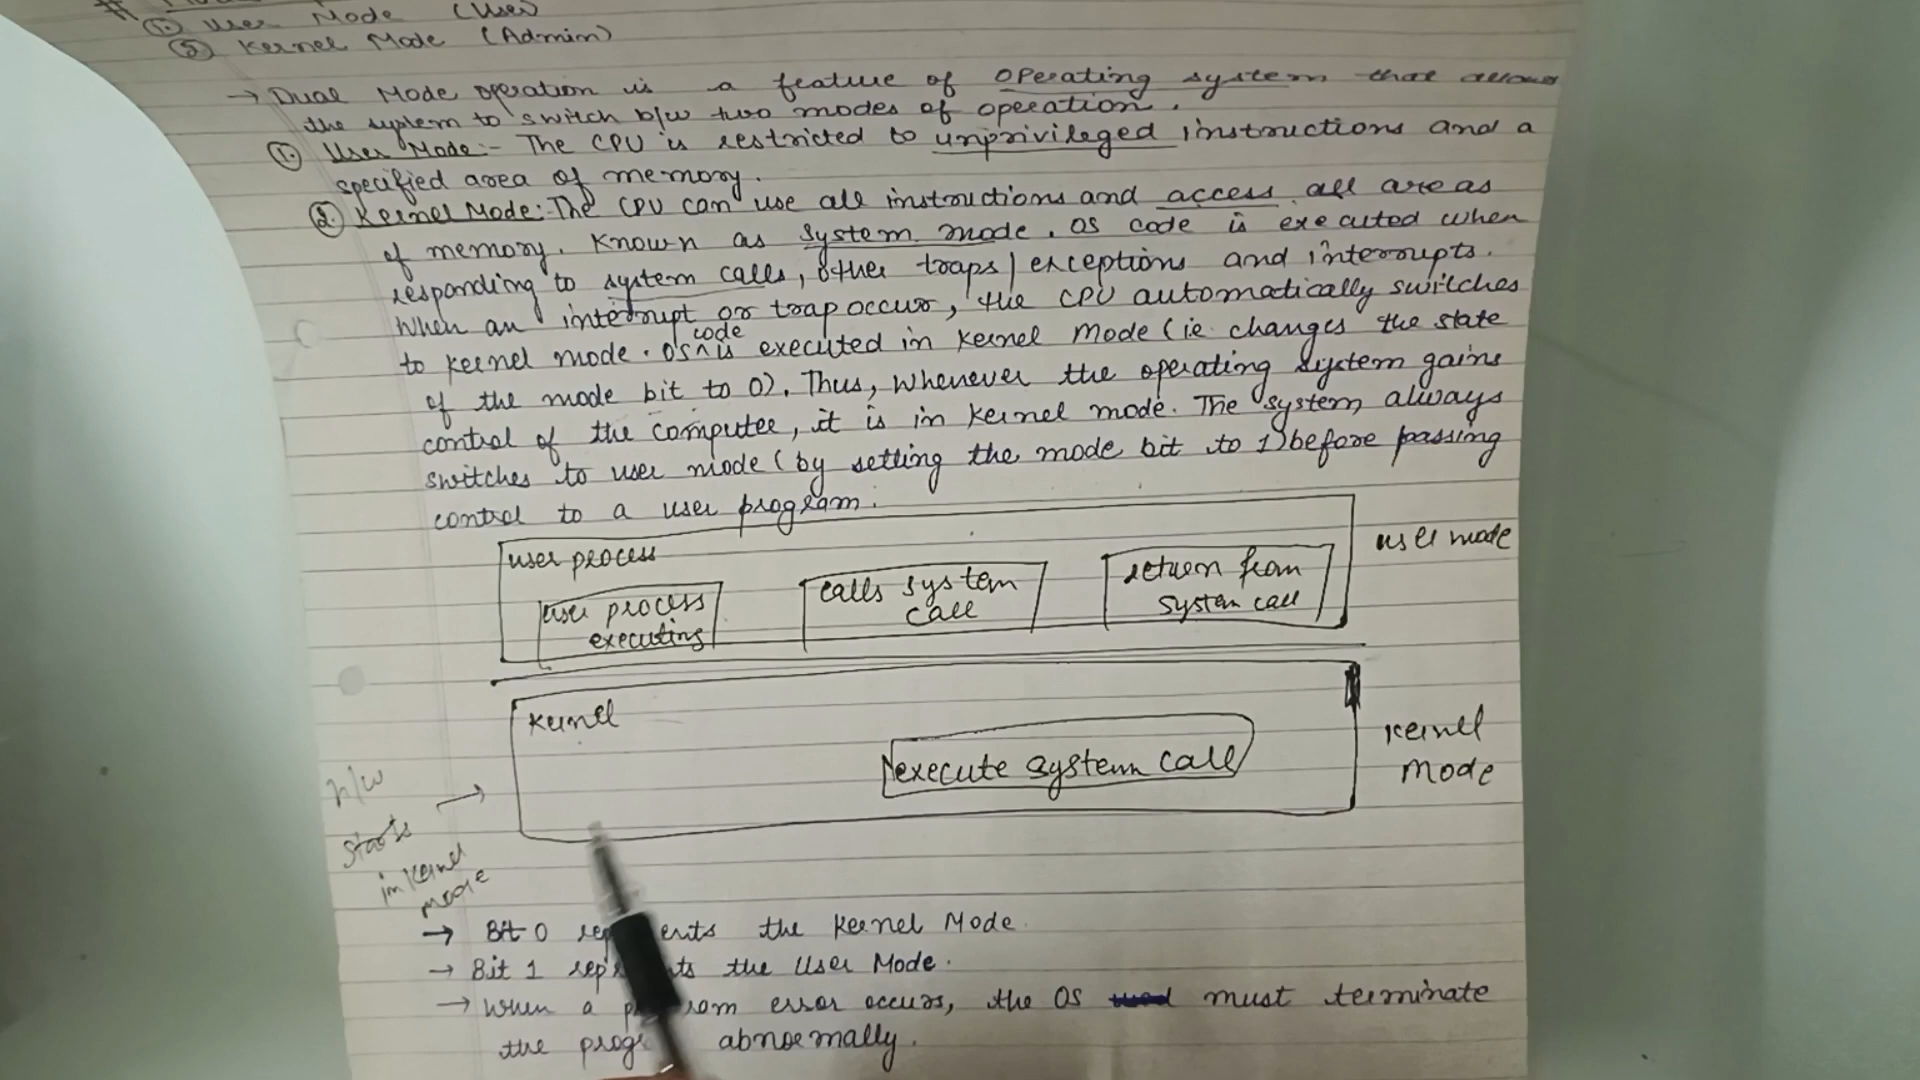 ① User Mode (User)
② Kernel Mode (Admin)
→ Dual Mode operation is a feature of operating system that allows
the system to switch b/w two modes of operation.
① User Mode:- The CPU is restricted to unprivileged instructions and a
specified area of memory.
② Kernel Mode:- The CPU can use all instructions and access all areas
of memory. Known as system mode. OS code is executed when
responding to system calls, other traps/exceptions and interrupts.
When an interrupt or trap occur, the CPU automatically switches
to kernel mode. OS code is executed in kernel mode (ie. changes the state
of the mode bit to 0). Thus, whenever the operating system gains
control of the computer, it is in kernel mode. The system always
switches to user mode (by setting the mode bit to 1) before passing
control to a user program.
user process
user process
executing
calls system
call
return from
system call
user mode
Kernel
execute system call
Kernel
Mode
h/w
starts
in kernel
mode
→ Bit 0 the Kernel Mode.
→ Bit 1 the User Mode.
→ When a error occurs, the OS must terminate
the abnormally.